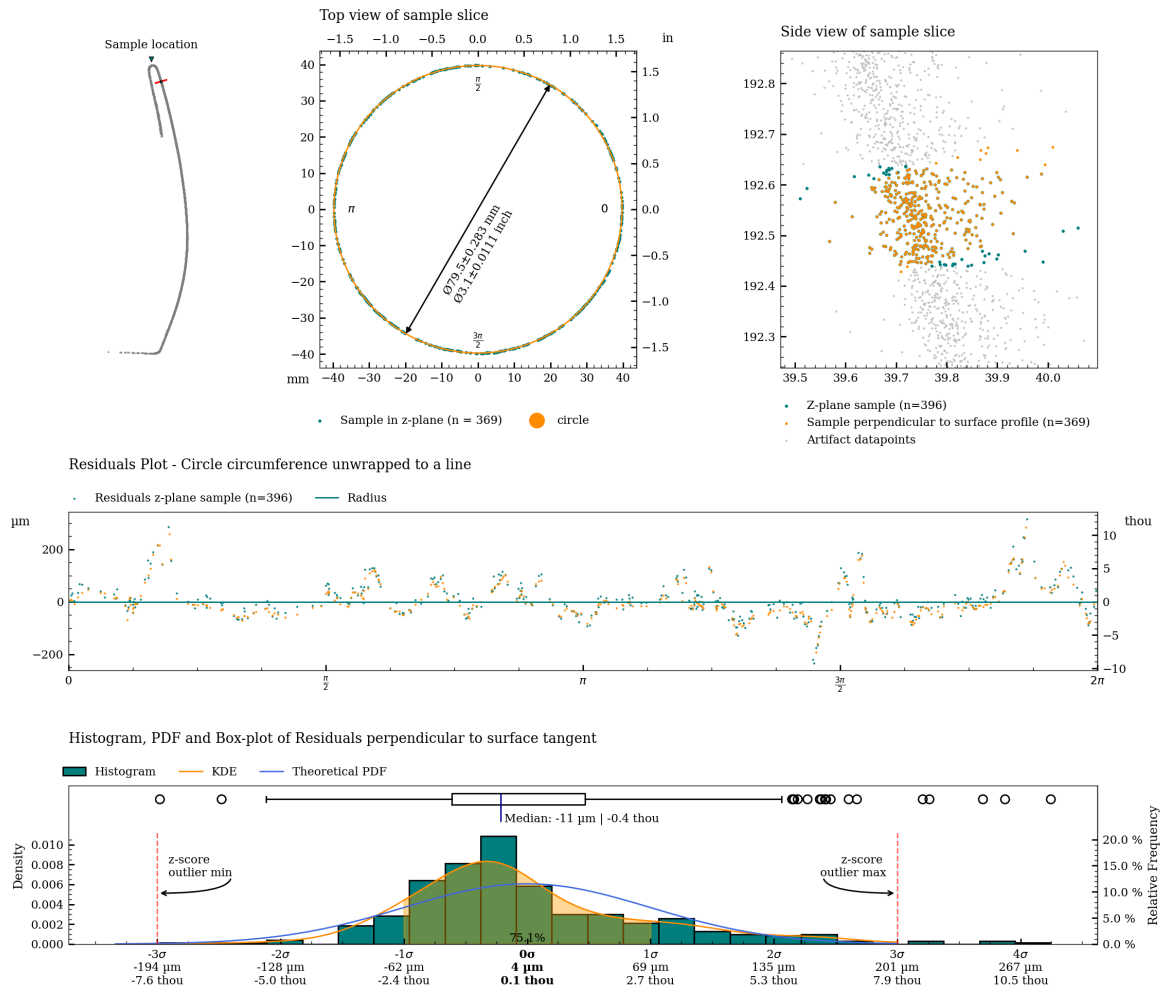 Sample location
Top view of sample slice
−1.5 −1.0 −0.5 0.0 0.5 1.0 1.5 in
40 30 20 10 0 −10 −20 −30 −40
1.5 1.0 0.5 0.0 −0.5 −1.0 −1.5
π/2
π
0
3π/2
Ø79.5±0.283 mm
Ø3.1±0.0111 inch
mm −40 −30 −20 −10 0 10 20 30 40
Sample in z-plane (n = 369) circle
Side view of sample slice
192.8
192.7
192.6
192.5
192.4
192.3
39.5 39.6 39.7 39.8 39.9 40.0
Z-plane sample (n=396)
Sample perpendicular to surface profile (n=369)
Artifact datapoints
Residuals Plot - Circle circumference unwrapped to a line
Residuals z-plane sample (n=396) Radius
µm thou
200 0 −200
10 5 0 −5 −10
0 π/2 π 3π/2 2π
Histogram, PDF and Box-plot of Residuals perpendicular to surface tangent
Histogram KDE Theoretical PDF
Median: -11 µm | -0.4 thou
Density
0.010 0.008 0.006 0.004 0.002 0.000
Relative Frequency
20.0 % 15.0 % 10.0 % 5.0 % 0.0 %
z-score
outlier min
z-score
outlier max
75.1%
-3σ -2σ -1σ 0σ 1σ 2σ 3σ 4σ
-194 µm -128 µm -62 µm 4 µm 69 µm 135 µm 201 µm 267 µm
-7.6 thou -5.0 thou -2.4 thou 0.1 thou 2.7 thou 5.3 thou 7.9 thou 10.5 thou